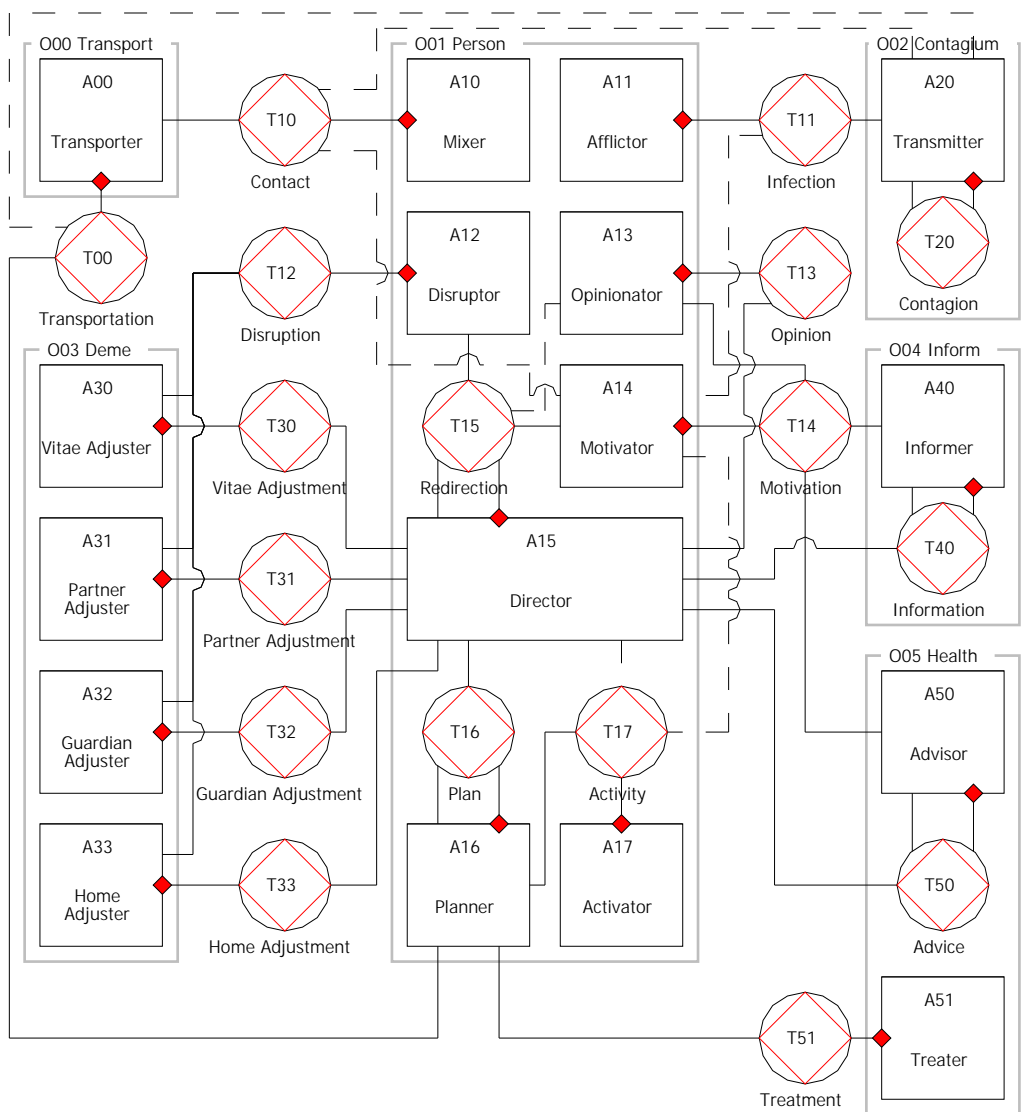 O00 Transport
O01 Person
O02 Contagium
A00
Transporter
T10
Contact
A10
Mixer
A11
Afflictor
T11
Infection
A20
Transmitter
T00
Transportation
T12
Disruption
A12
Disruptor
A13
Opinionator
T13
Opinion
T20
Contagion
O03 Deme
O04 Inform
A30
Vitae Adjuster
T30
Vitae Adjustment
T15
Redirection
A14
Motivator
T14
Motivation
A40
Informer
A31
Partner
Adjuster
T31
Partner Adjustment
A15
Director
T40
Information
O05 Health
A32
Guardian
Adjuster
T32
Guardian Adjustment
T16
Plan
T17
Activity
A50
Advisor
A33
Home
Adjuster
T33
Home Adjustment
A16
Planner
A17
Activator
T50
Advice
T51
Treatment
A51
Treater